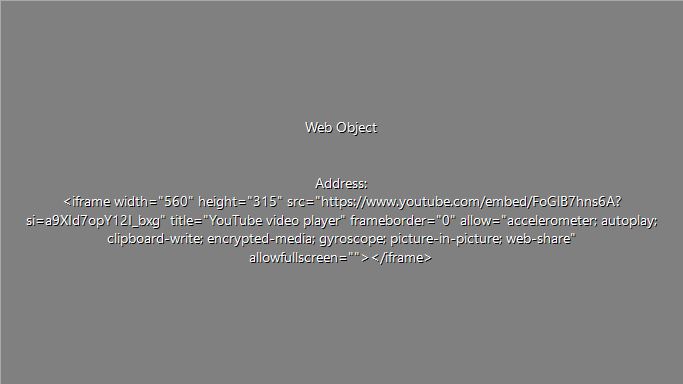 Web Object
Address:
<iframe width="560" height="315" src="https://www.youtube.com/embed/FoGlB7hns6A?
si=a9XId7opY12I_bxg" title="YouTube video player" frameborder="0" allow="accelerometer; autoplay;
clipboard-write; encrypted-media; gyroscope; picture-in-picture; web-share"
allowfullscreen=""></iframe>